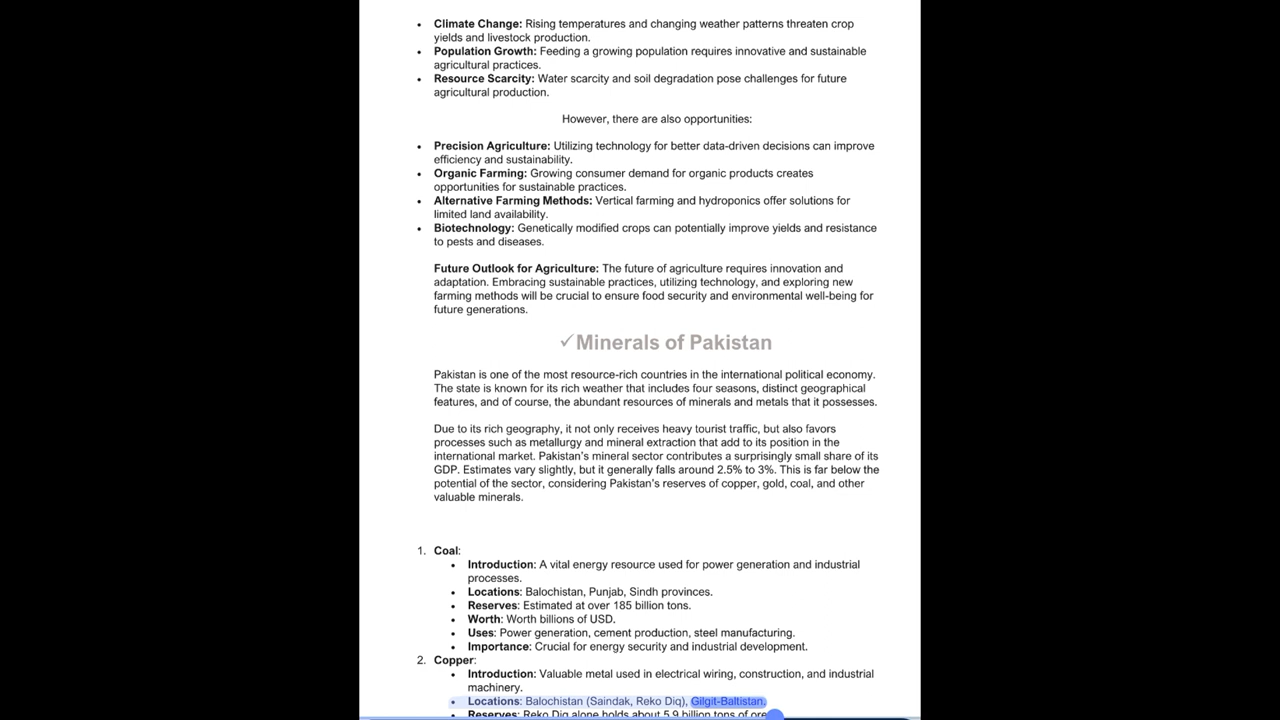 • Climate Change: Rising temperatures and changing weather patterns threaten crop
yields and livestock production.
• Population Growth: Feeding a growing population requires innovative and sustainable
agricultural practices.
• Resource Scarcity: Water scarcity and soil degradation pose challenges for future
agricultural production.
However, there are also opportunities:
• Precision Agriculture: Utilizing technology for better data-driven decisions can improve
efficiency and sustainability.
• Organic Farming: Growing consumer demand for organic products creates
opportunities for sustainable practices.
• Alternative Farming Methods: Vertical farming and hydroponics offer solutions for
limited land availability.
• Biotechnology: Genetically modified crops can potentially improve yields and resistance
to pests and diseases.
Future Outlook for Agriculture: The future of agriculture requires innovation and
adaptation. Embracing sustainable practices, utilizing technology, and exploring new
farming methods will be crucial to ensure food security and environmental well-being for
future generations.
✓Minerals of Pakistan
Pakistan is one of the most resource-rich countries in the international political economy.
The state is known for its rich weather that includes four seasons, distinct geographical
features, and of course, the abundant resources of minerals and metals that it possesses.
Due to its rich geography, it not only receives heavy tourist traffic, but also favors
processes such as metallurgy and mineral extraction that add to its position in the
international market. Pakistan's mineral sector contributes a surprisingly small share of its
GDP. Estimates vary slightly, but it generally falls around 2.5% to 3%. This is far below the
potential of the sector, considering Pakistan's reserves of copper, gold, coal, and other
valuable minerals.
1. Coal:
• Introduction: A vital energy resource used for power generation and industrial
processes.
• Locations: Balochistan, Punjab, Sindh provinces.
• Reserves: Estimated at over 185 billion tons.
• Worth: Worth billions of USD.
• Uses: Power generation, cement production, steel manufacturing.
• Importance: Crucial for energy security and industrial development.
2. Copper:
• Introduction: Valuable metal used in electrical wiring, construction, and industrial
machinery.
• Locations: Balochistan (Saindak, Reko Diq), Gilgit-Baltistan.
• Reserves: Reko Diq alone holds about 5.9 billion tons of ore